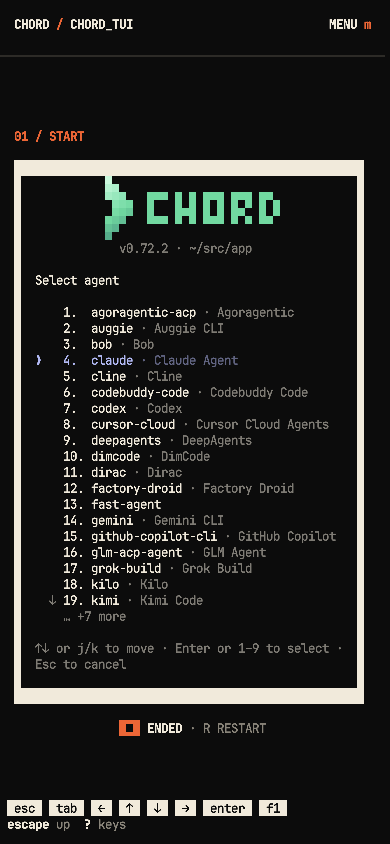 CHORD / CHORD_TUI
MENU m
01 / START
CHORD
v0.72.2 · ~/src/app
Select agent
1. agoragentic-acp · Agoragentic
2. auggie · Auggie CLI
3. bob · Bob
❯ 4. claude · Claude Agent
5. cline · Cline
6. codebuddy-code · Codebuddy Code
7. codex · Codex
8. cursor-cloud · Cursor Cloud Agents
9. deepagents · DeepAgents
10. dimcode · DimCode
11. dirac · Dirac
12. factory-droid · Factory Droid
13. fast-agent
14. gemini · Gemini CLI
15. github-copilot-cli · GitHub Copilot
16. glm-acp-agent · GLM Agent
17. grok-build · Grok Build
18. kilo · Kilo
↓ 19. kimi · Kimi Code
… +7 more
↑↓ or j/k to move · Enter or 1–9 to select ·
Esc to cancel
ENDED · R RESTART
esc tab ← ↑ ↓ → enter f1
escape up ? keys